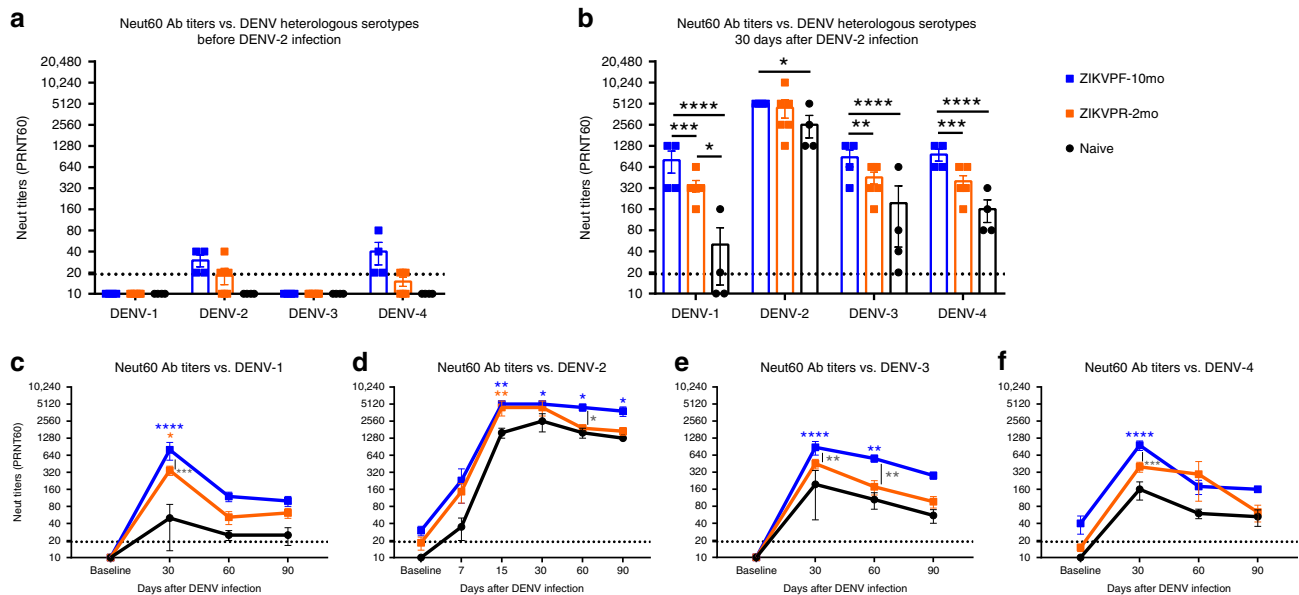 a
Neut60 Ab titers vs. DENV heterologous serotypes
before DENV-2 infection
Neut titers (PRNT60)
20,480
10,240
5120
2560
1280
640
320
160
80
40
20
10
DENV-1
DENV-2
DENV-3
DENV-4
b
Neut60 Ab titers vs. DENV heterologous serotypes
30 days after DENV-2 infection
Neut titers (PRNT60)
20,480
10,240
5120
2560
1280
640
320
160
80
40
20
10
****
***
*
*
****
**
****
***
DENV-1
DENV-2
DENV-3
DENV-4
ZIKVPF-10mo
ZIKVPR-2mo
Naive
c
Neut60 Ab titers vs. DENV-1
Neut titers (PRNT60)
10,240
5120
2560
1280
640
320
160
80
40
20
10
****
*
***
Baseline
30
60
90
Days after DENV infection
d
Neut60 Ab titers vs. DENV-2
10,240
5120
2560
1280
640
320
160
80
40
20
10
**
**
*
*
*
*
Baseline
7
15
30
60
90
Days after DENV infection
e
Neut60 Ab titers vs. DENV-3
10,240
5120
2560
1280
640
320
160
80
40
20
10
****
**
**
**
Baseline
30
60
90
Days after DENV infection
f
Neut60 Ab titers vs. DENV-4
10,240
5120
2560
1280
640
320
160
80
40
20
10
****
***
Baseline
30
60
90
Days after DENV infection